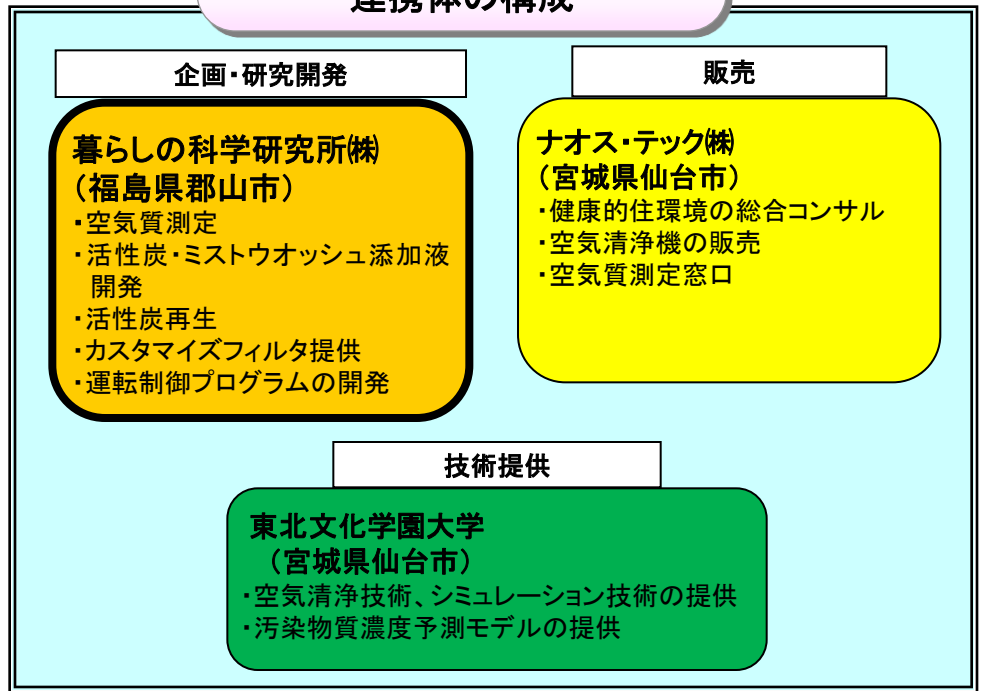 連携体の構成
企画・研究開発
暮らしの科学研究所㈱
（福島県郡山市）
・空気質測定
・活性炭・ミストウオッシュ添加液
開発
・活性炭再生
・カスタマイズフィルタ提供
・運転制御プログラムの開発
販売
ナオス・テック㈱
（宮城県仙台市）
・健康的住環境の総合コンサル
・空気清浄機の販売
・空気質測定窓口
技術提供
東北文化学園大学
（宮城県仙台市）
・空気清浄技術、シミュレーション技術の提供
・汚染物質濃度予測モデルの提供